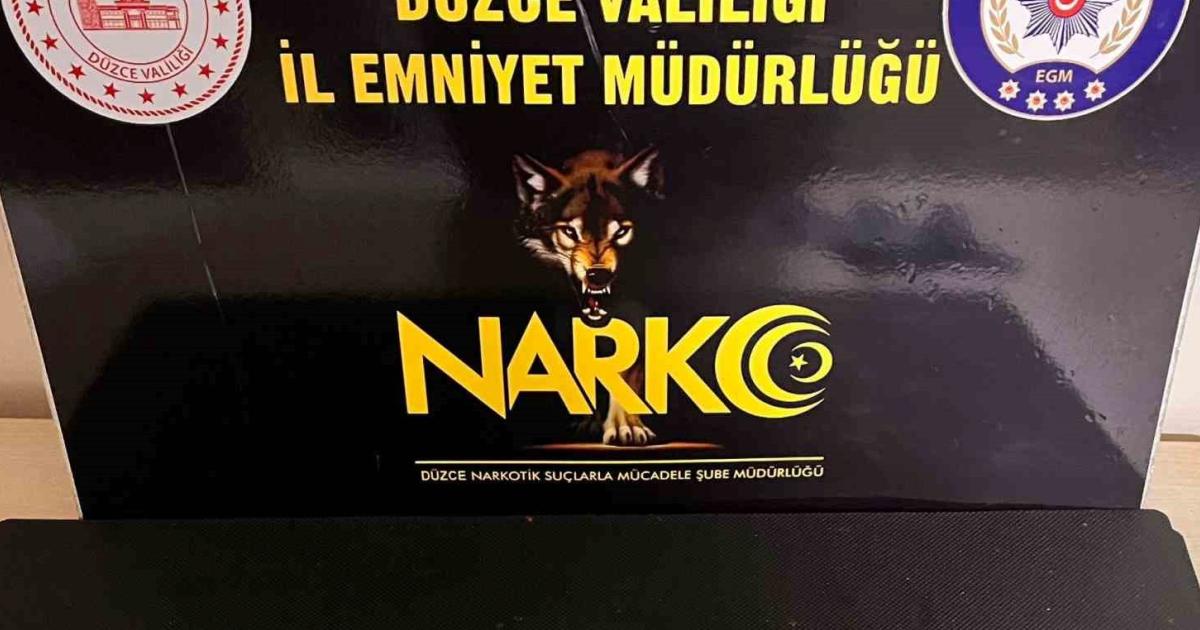 DÜZCE VALİLİĞİ
İL EMNİYET MÜDÜRLÜĞÜ
DÜZCE VALİLİĞİ
EGM
NARKO
DÜZCE NARKOTİK SUÇLARLA MÜCADELE ŞUBE MÜDÜRLÜĞÜ